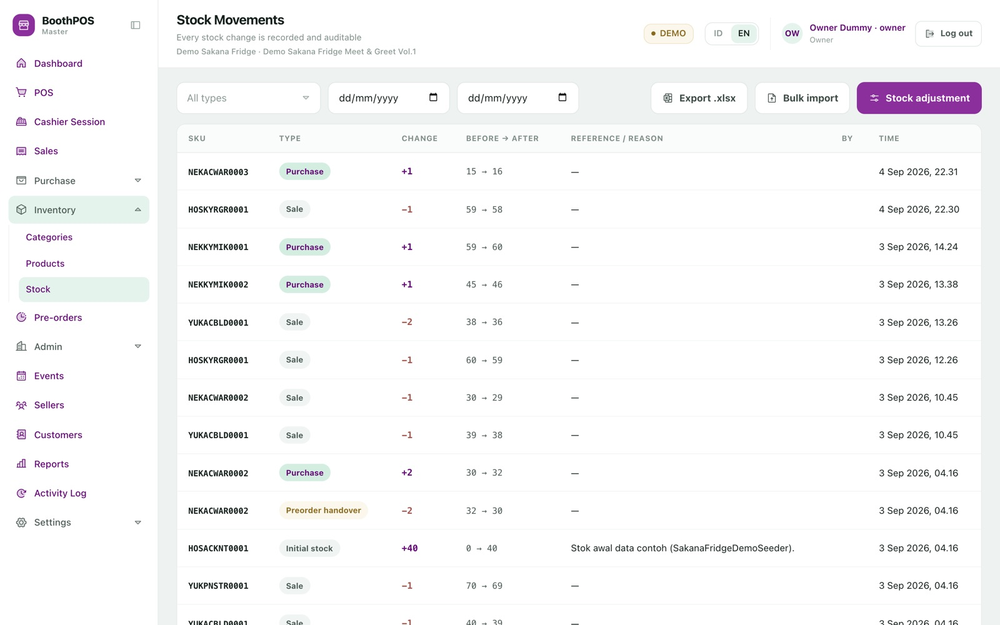 BoothPOS
Master
Dashboard
POS
Cashier Session
Sales
Purchase
Inventory
Categories
Products
Stock
Pre-orders
Admin
Events
Sellers
Customers
Reports
Activity Log
Settings
Stock Movements
Every stock change is recorded and auditable
Demo Sakana Fridge · Demo Sakana Fridge Meet & Greet Vol.1
DEMO
ID EN
OW
Owner Dummy · owner
Owner
Log out
All types
dd/mm/yyyy
dd/mm/yyyy
Export .xlsx
Bulk import
Stock adjustment
SKU TYPE CHANGE BEFORE → AFTER REFERENCE / REASON BY TIME
NEKACWAR0003 Purchase +1 15 → 16 — 4 Sep 2026, 22.31
HOSKYRGR0001 Sale −1 59 → 58 — 4 Sep 2026, 22.30
NEKKYMIK0001 Purchase +1 59 → 60 — 3 Sep 2026, 14.24
NEKKYMIK0002 Purchase +1 45 → 46 — 3 Sep 2026, 13.38
YUKACBLD0001 Sale −2 38 → 36 — 3 Sep 2026, 13.26
HOSKYRGR0001 Sale −1 60 → 59 — 3 Sep 2026, 12.26
NEKACWAR0002 Sale −1 30 → 29 — 3 Sep 2026, 10.45
YUKACBLD0001 Sale −1 39 → 38 — 3 Sep 2026, 10.45
NEKACWAR0002 Purchase +2 30 → 32 — 3 Sep 2026, 04.16
NEKACWAR0002 Preorder handover −2 32 → 30 — 3 Sep 2026, 04.16
HOSACKNT0001 Initial stock +40 0 → 40 Stok awal data contoh (SakanaFridgeDemoSeeder). 3 Sep 2026, 04.16
YUKPNSTR0001 Sale −1 70 → 69 — 3 Sep 2026, 04.16
YUKACBLD0001 Sale −1 40 → 39 — 3 Sep 2026, 04.16